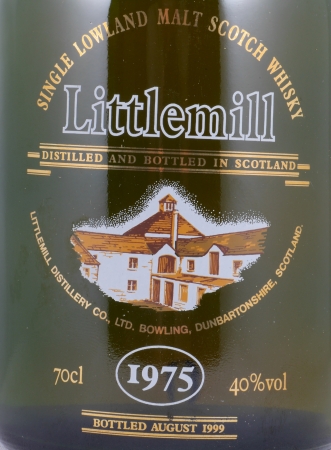 SINGLE LOWLAND MALT SCOTCH WHISKY
Littlemill
DISTILLED AND BOTTLED IN SCOTLAND
LITTLEMILL DISTILLERY CO., LTD. BOWLING, DUNBARTONSHIRE, SCOTLAND.
70cl
1975
40%vol
BOTTLED AUGUST 1999